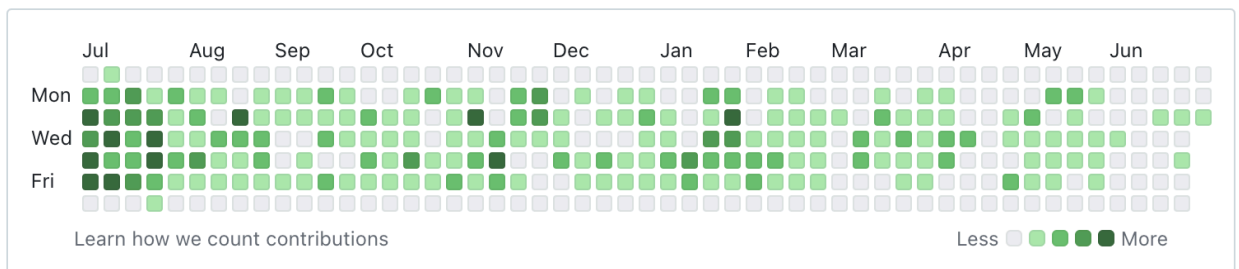 Jul Aug Sep Oct Nov Dec Jan Feb Mar Apr May Jun
Mon
Wed
Fri
Learn how we count contributions
Less More